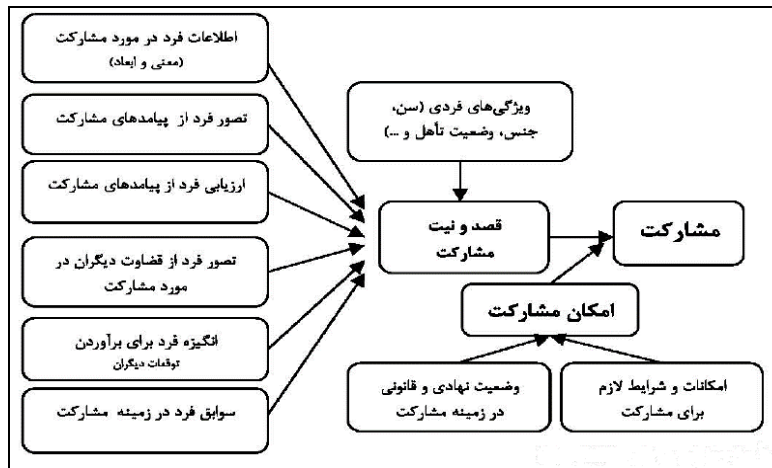 اطلاعات فرد در مورد مشارکت
(معنی و ابعاد)
تصور فرد از پیامدهای مشارکت
ارزیابی فرد از پیامدهای مشارکت
تصور فرد از قضاوت دیگران در
مورد مشارکت
انگیزه فرد برای برآوردن
توقعات دیگران
سوابق فرد در زمینه مشارکت
ویژگی‌های فردی (سن،
جنس، وضعیت تأهل و ...)
قصد و نیت
مشارکت
مشارکت
امکان مشارکت
وضعیت نهادی و قانونی
در زمینه مشارکت
امکانات و شرایط لازم
برای مشارکت